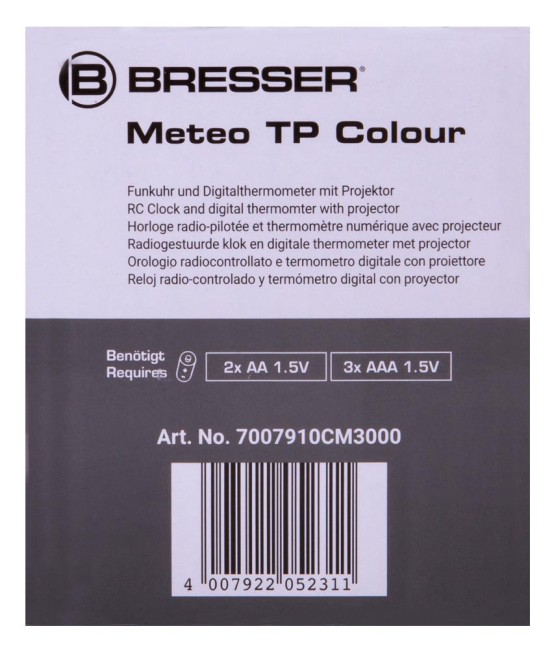 B BRESSER®
Meteo TP Colour
Funkuhr und Digitalthermometer mit Projektor
RC Clock and digital thermomter with projector
Horloge radio-pilotée et thermomètre numérique avec projecteur
Radiogestuurde klok en digitale thermometer met projector
Orologio radiocontrollato e termometro digitale con proiettore
Reloj radio-controlado y termómetro digital con proyector
Benötigt
Requires
2x AA 1.5V
3x AAA 1.5V
Art. No. 7007910CM3000
4 007922 052311